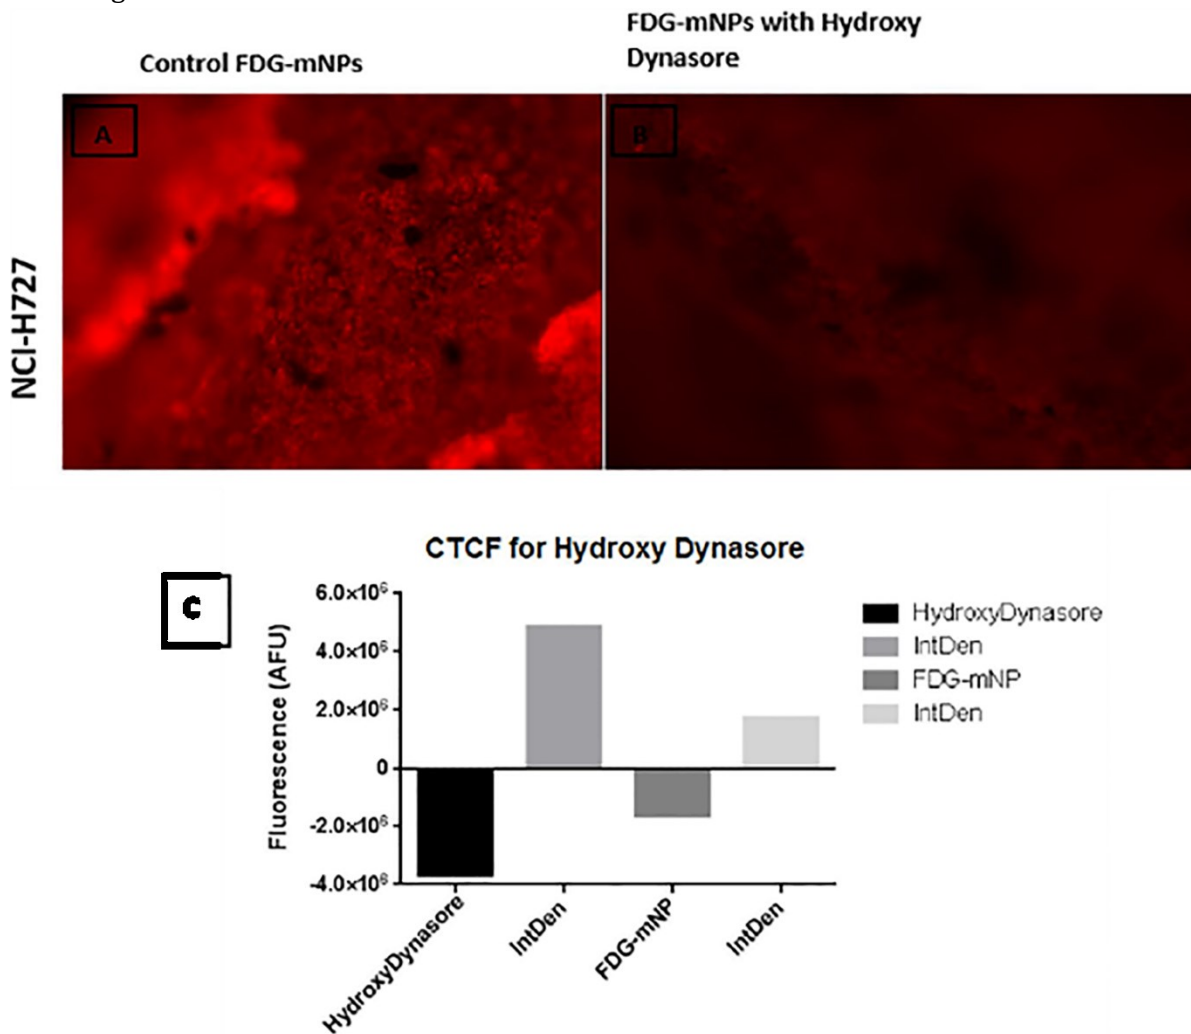 Control FDG-mNPs
FDG-mNPs with Hydroxy
Dynasore
A
B
NCI-H727
CTCF for Hydroxy Dynasore
C
Fluorescence (AFU)
6.0×10⁶
4.0×10⁶
2.0×10⁶
0
-2.0×10⁶
-4.0×10⁶
HydroxyDynasore
IntDen
FDG-mNP
IntDen
HydroxyDynasore
IntDen
FDG-mNP
IntDen